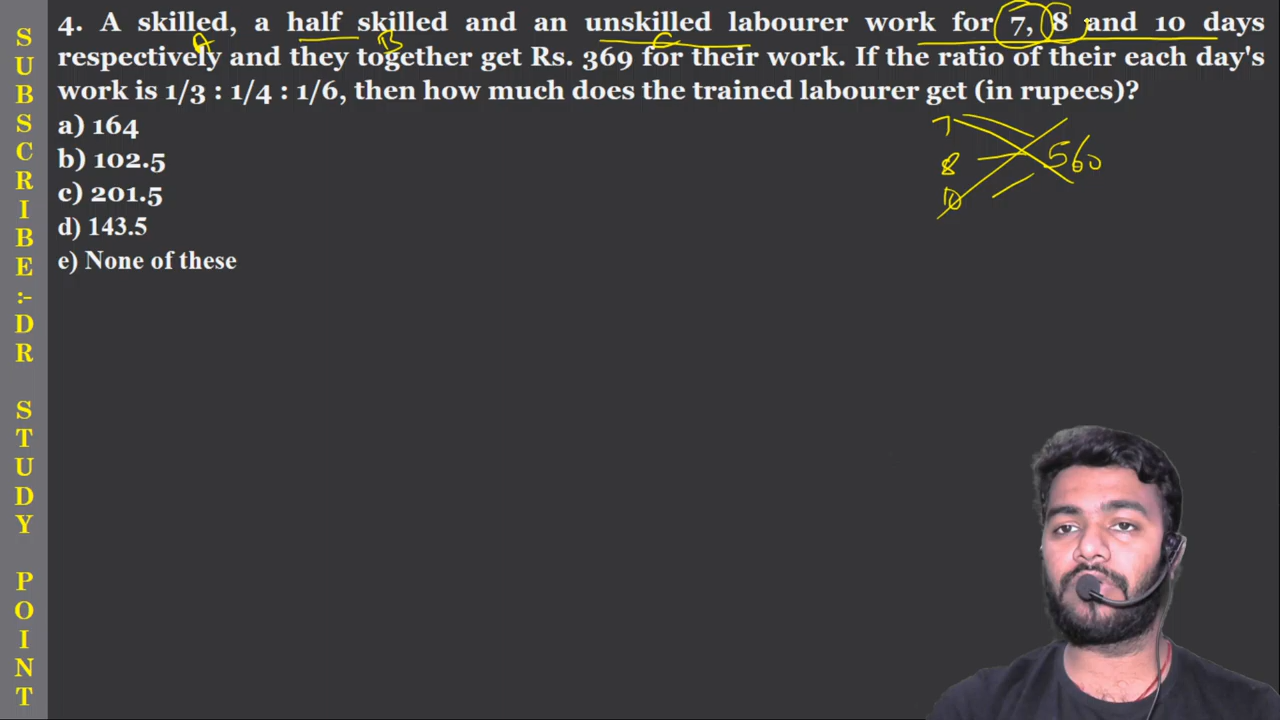 SUBSCRIBE:-DR STUDY POINT
4. A skilled, a half skilled and an unskilled labourer work for 7, 8 and 10 days
A B C
respectively and they together get Rs. 369 for their work. If the ratio of their each day's
work is 1/3 : 1/4 : 1/6, then how much does the trained labourer get (in rupees)?
a) 164
b) 102.5
c) 201.5
d) 143.5
e) None of these
7
8 560
10